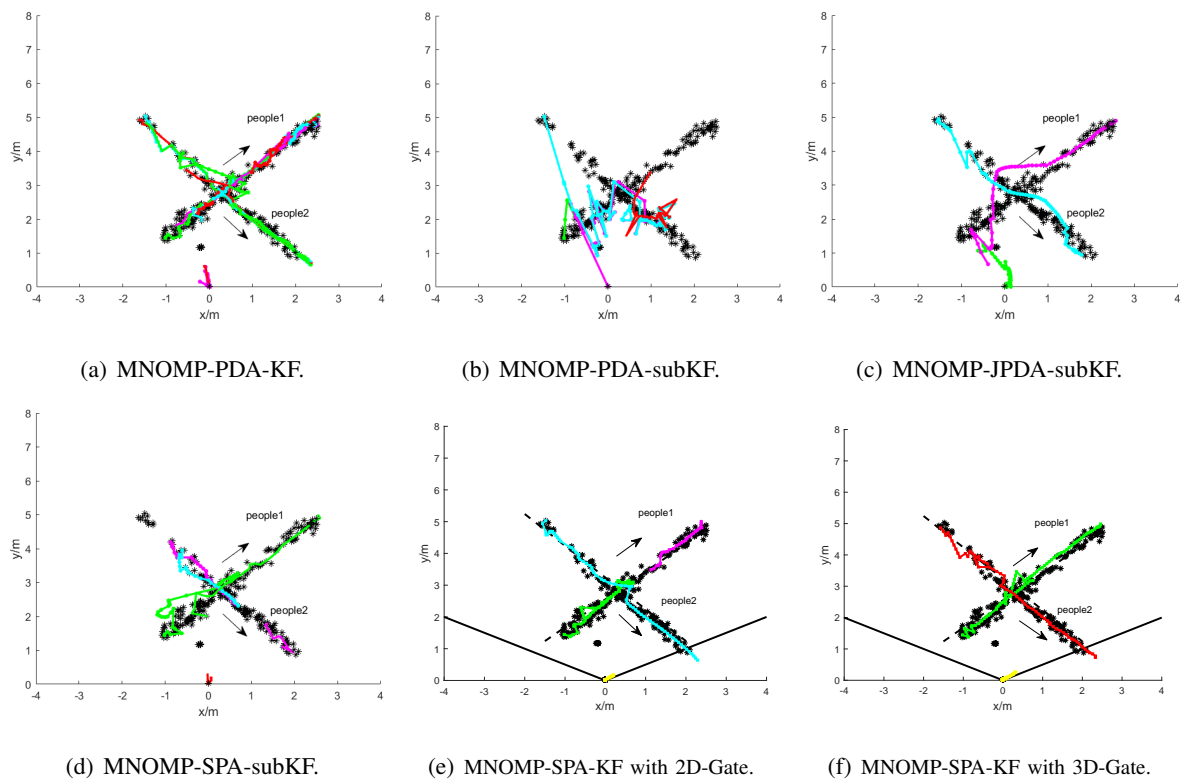 8
7
6
5
4
3
2
1
0
y/m
-4 -3 -2 -1 0 1 2 3 4
x/m
people1
people2
8
7
6
5
4
3
2
1
0
y/m
-4 -3 -2 -1 0 1 2 3 4
x/m
8
7
6
5
4
3
2
1
0
y/m
-4 -3 -2 -1 0 1 2 3 4
x/m
people1
people2
(a) MNOMP-PDA-KF.
(b) MNOMP-PDA-subKF.
(c) MNOMP-JPDA-subKF.
8
7
6
5
4
3
2
1
0
y/m
-4 -3 -2 -1 0 1 2 3 4
x/m
people1
people2
8
7
6
5
4
3
2
1
0
y/m
-4 -3 -2 -1 0 1 2 3 4
x/m
people1
people2
8
7
6
5
4
3
2
1
0
y/m
-4 -3 -2 -1 0 1 2 3 4
x/m
people1
people2
(d) MNOMP-SPA-subKF.
(e) MNOMP-SPA-KF with 2D-Gate.
(f) MNOMP-SPA-KF with 3D-Gate.